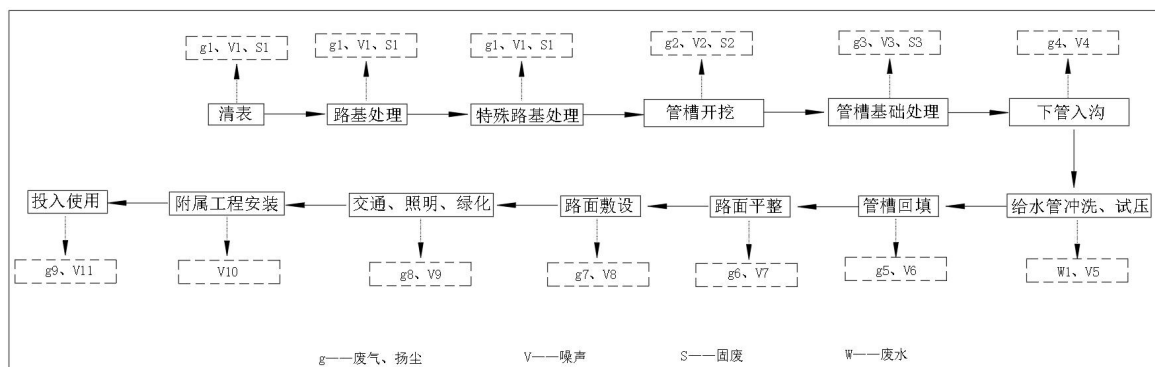 g1、V1、S1
g1、V1、S1
g1、V1、S1
g2、V2、S2
g3、V3、S3
g4、V4
清表
路基处理
特殊路基处理
管槽开挖
管槽基础处理
下管入沟
投入使用
附属工程安装
交通、照明、绿化
路面敷设
路面平整
管槽回填
给水管冲洗、试压
g9、V11
V10
g8、V9
g7、V8
g6、V7
g5、V6
W1、V5
g——废气、扬尘
V——噪声
S——固废
W——废水